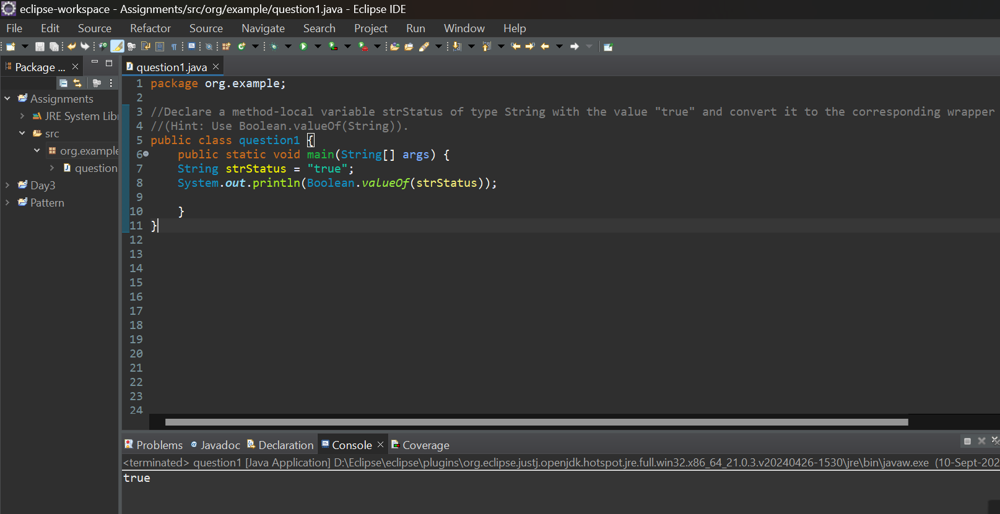 eclipse-workspace - Assignments/src/org/example/question1.java - Eclipse IDE
File Edit Source Refactor Source Navigate Search Project Run Window Help
Package ...
question1.java
Assignments
JRE System Libr
src
org.example
question
Day3
Pattern
1 package org.example;
2
3 //Declare a method-local variable strStatus of type String with the value "true" and convert it to the corresponding wrapper
4 //(Hint: Use Boolean.valueOf(String)).
5 public class question1 {
6 public static void main(String[] args) {
7 String strStatus = "true";
8 System.out.println(Boolean.valueOf(strStatus));
9
10 }
11 }
12
13
14
15
16
17
18
19
20
21
22
23
24
Problems Javadoc Declaration Console Coverage
<terminated> question1 [Java Application] D:\Eclipse\eclipse\plugins\org.eclipse.justj.openjdk.hotspot.jre.full.win32.x86_64_21.0.3.v20240426-1530\jre\bin\javaw.exe (10-Sept-202
true